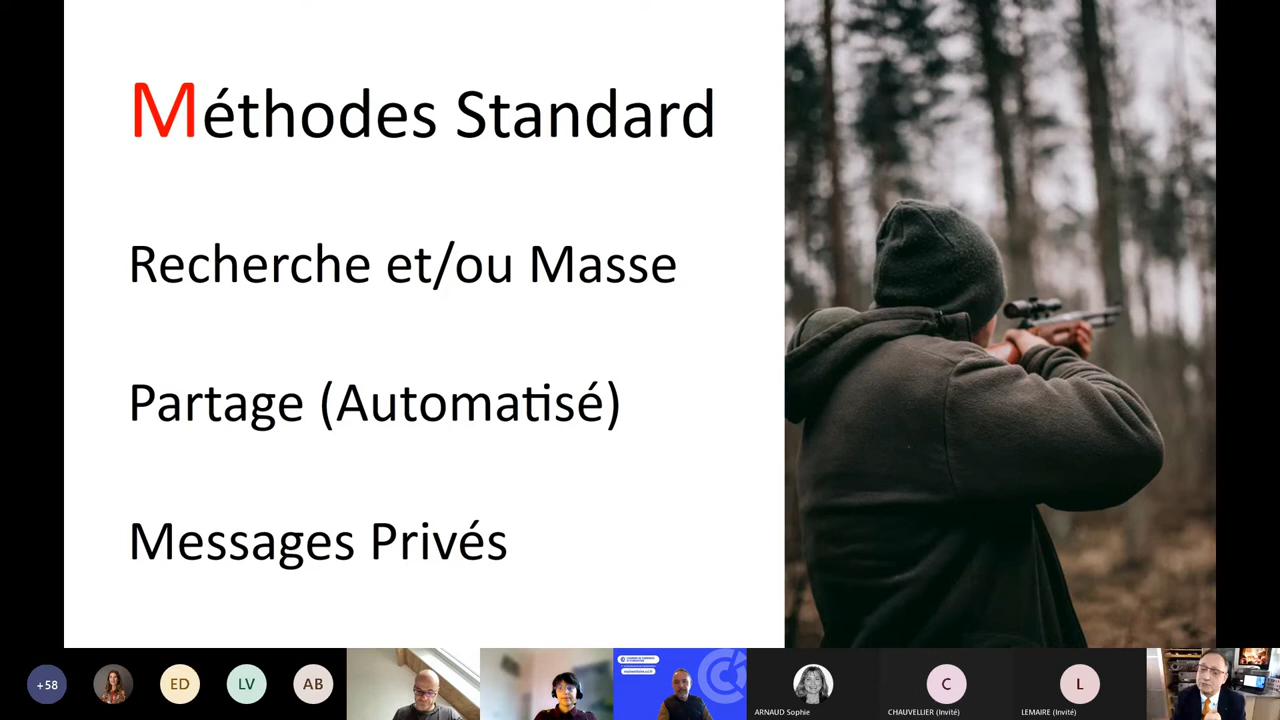 Méthodes Standard
Recherche et/ou Masse
Partage (Automatisé)
Messages Privés
+58
ED
LV
AB
ARNAUD Sophie
C
CHAUVELLIER (Invité)
L
LEMAIRE (Invité)